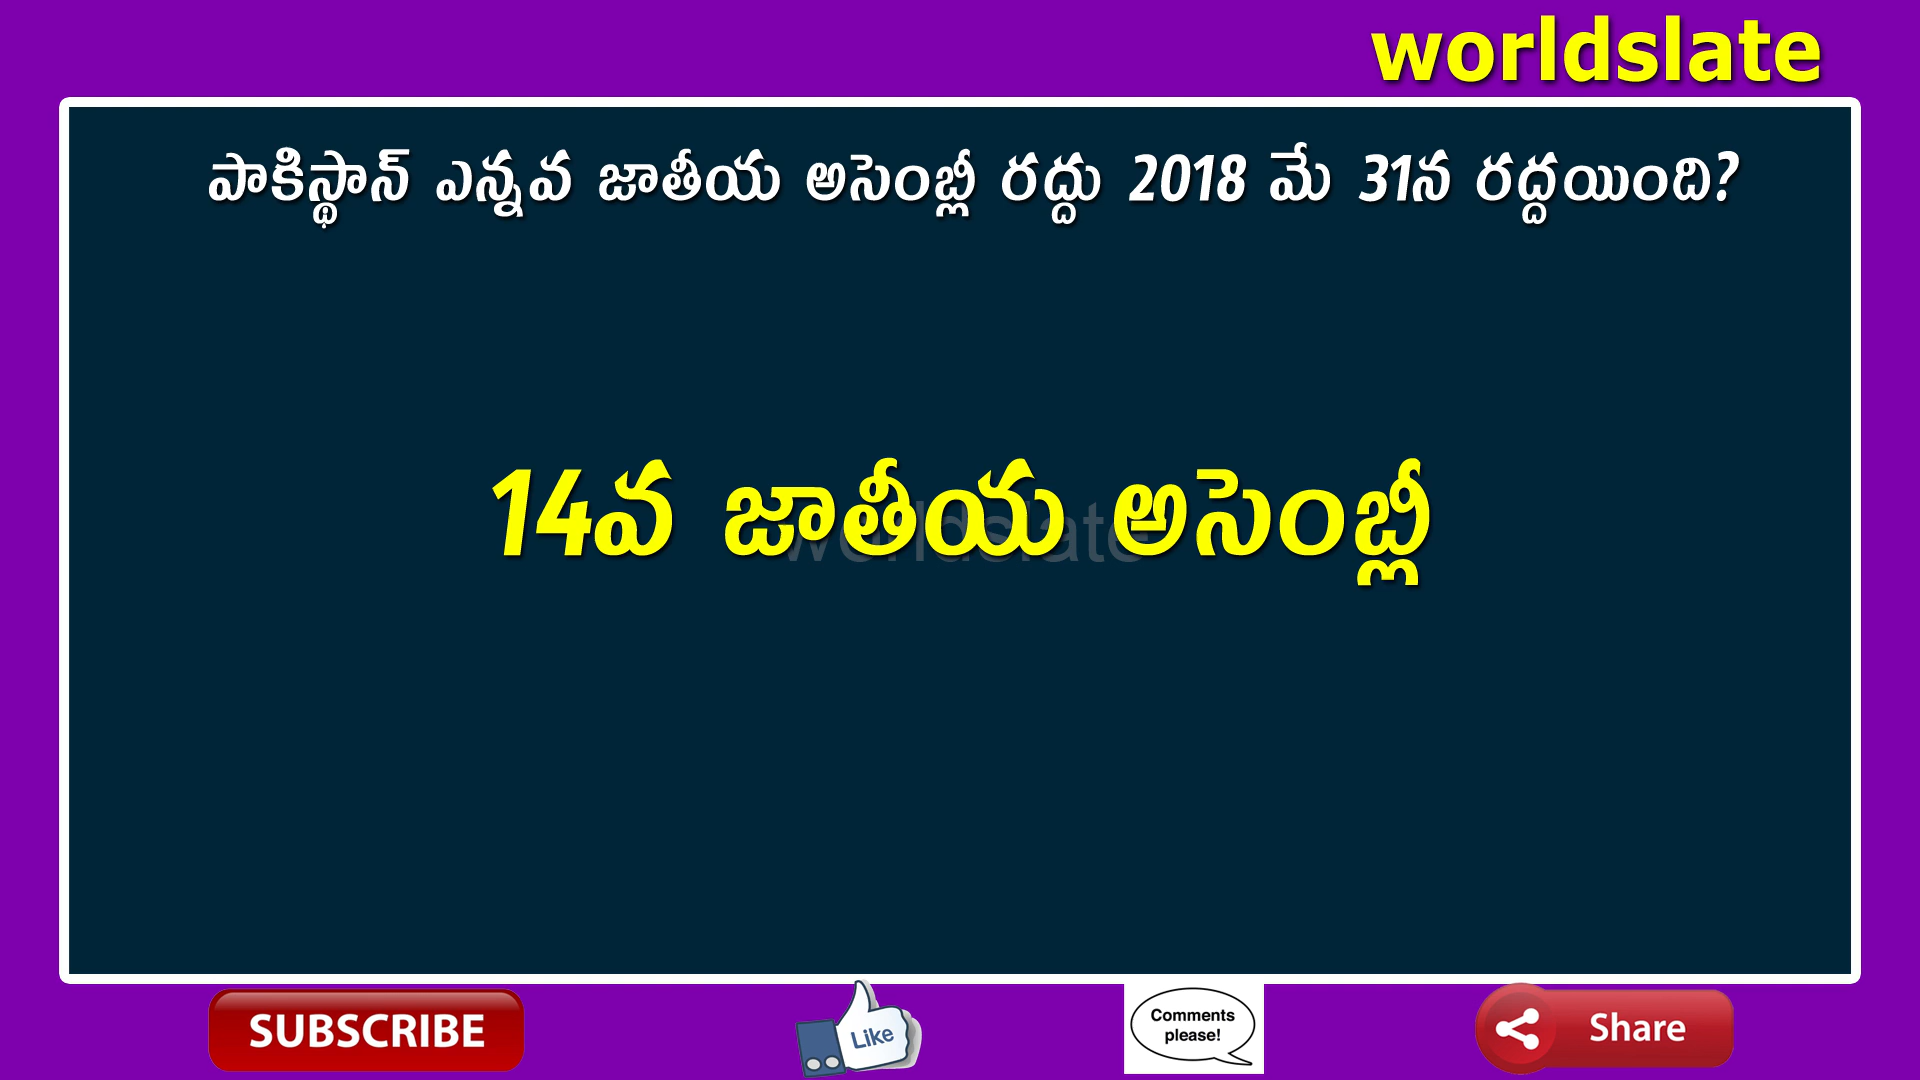 worldslate
పాకిస్థాన్ ఎన్నవ జాతీయ అసెంబ్లీ రద్దు 2018 మే 31న రద్దయింది?
14వ జాతీయ అసెంబ్లీ
worldslate
SUBSCRIBE
Like
Comments
please!
Share